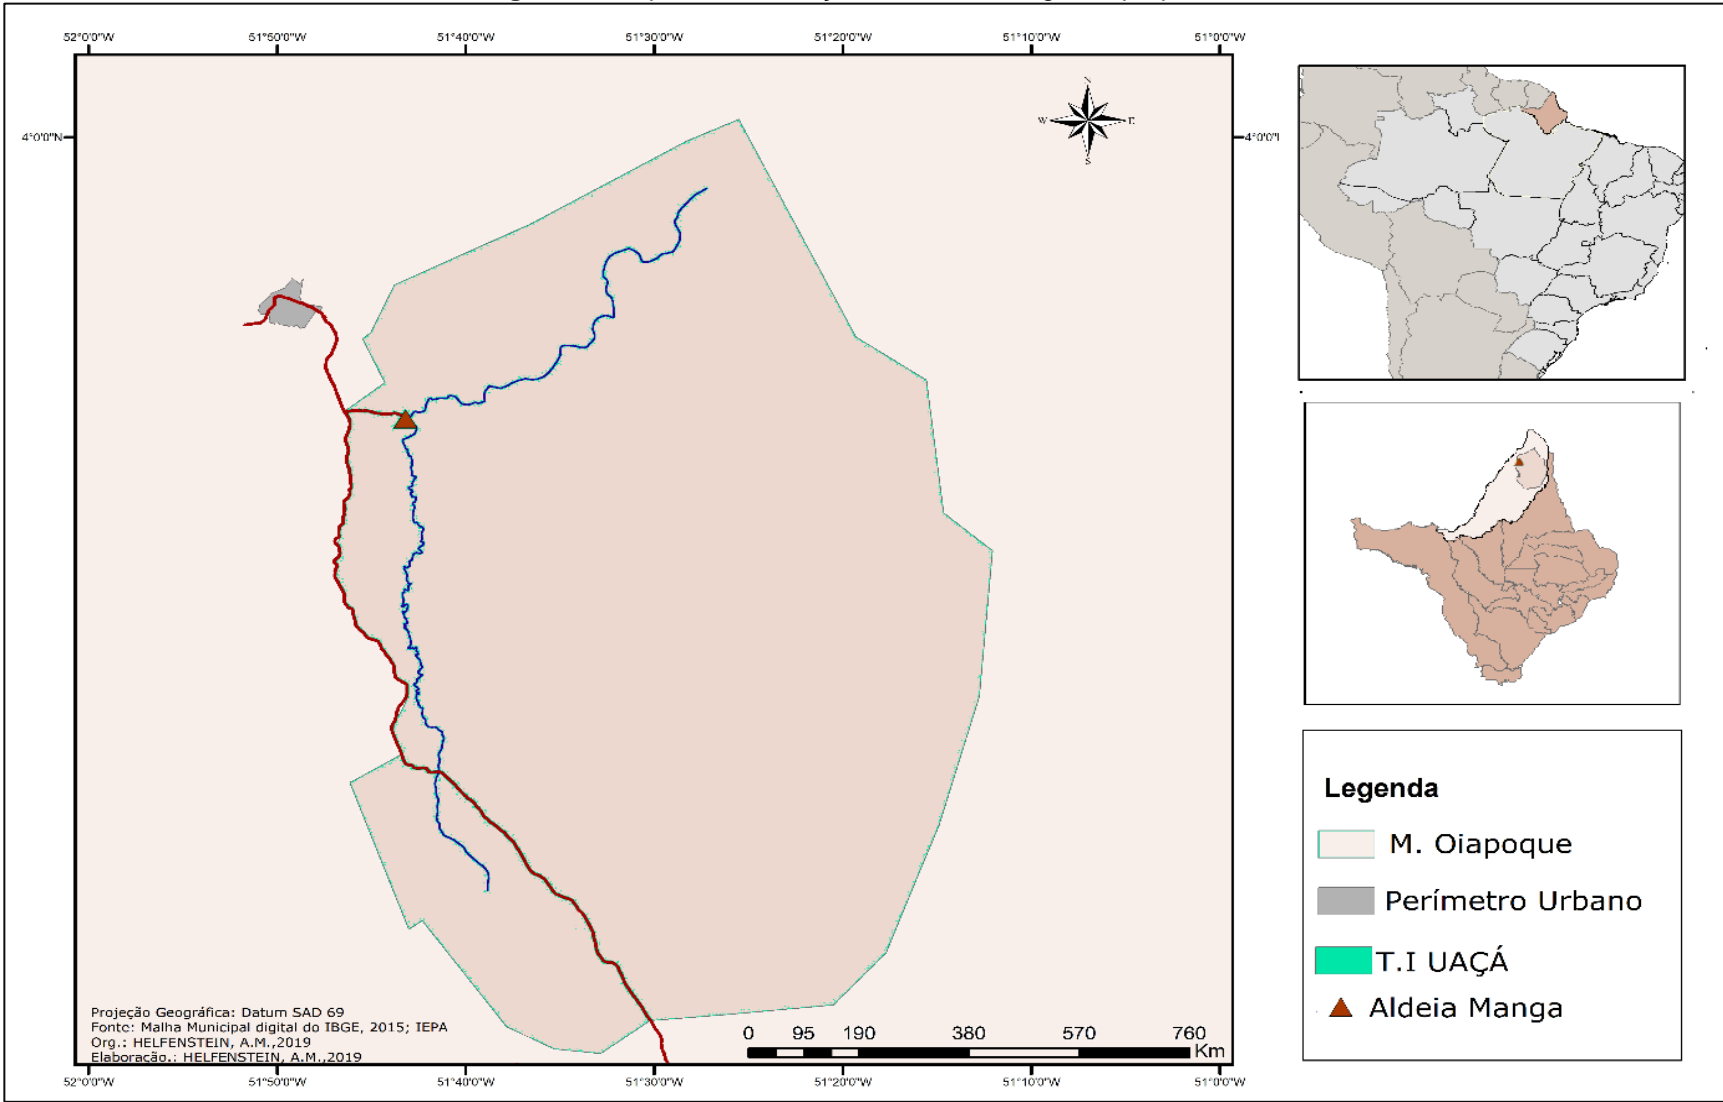 52°0'0"W 51°50'0"W 51°40'0"W 51°30'0"W 51°20'0"W 51°10'0"W 51°0'0"W
4°0'0"N
4°0'0"
N
W E
S
Projeção Geográfica: Datum SAD 69
Fonte: Malha Municipal digital do IBGE, 2015; IEPA
Org.: HELFENSTEIN, A.M.,2019
Elaboração.: HELFENSTEIN, A.M.,2019
0 95 190 380 570 760
Km
52°0'0"W 51°50'0"W 51°40'0"W 51°30'0"W 51°20'0"W 51°10'0"W 51°0'0"W
Legenda
M. Oiapoque
Perímetro Urbano
T.I UAÇÁ
Aldeia Manga